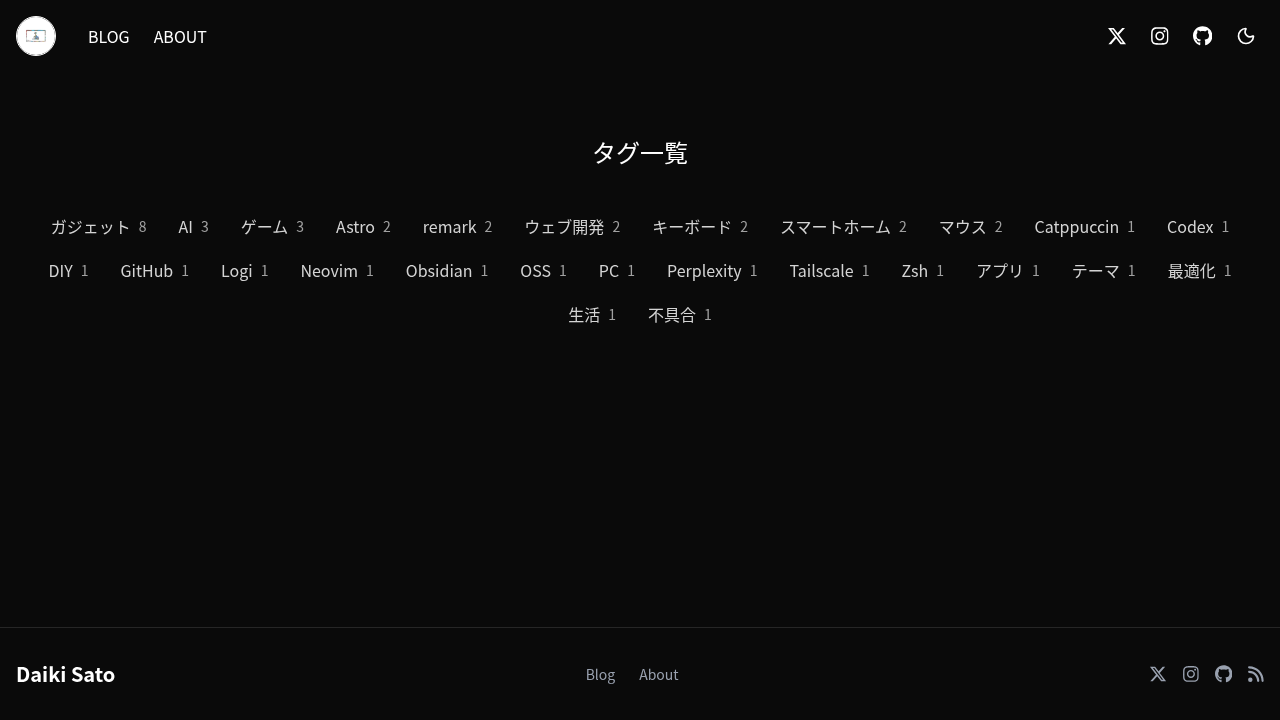 BLOG ABOUT
タグ一覧
ガジェット 8 AI 3 ゲーム 3 Astro 2 remark 2 ウェブ開発 2 キーボード 2 スマートホーム 2 マウス 2 Catppuccin 1 Codex 1
DIY 1 GitHub 1 Logi 1 Neovim 1 Obsidian 1 OSS 1 PC 1 Perplexity 1 Tailscale 1 Zsh 1 アプリ 1 テーマ 1 最適化 1
生活 1 不具合 1
Daiki Sato Blog About